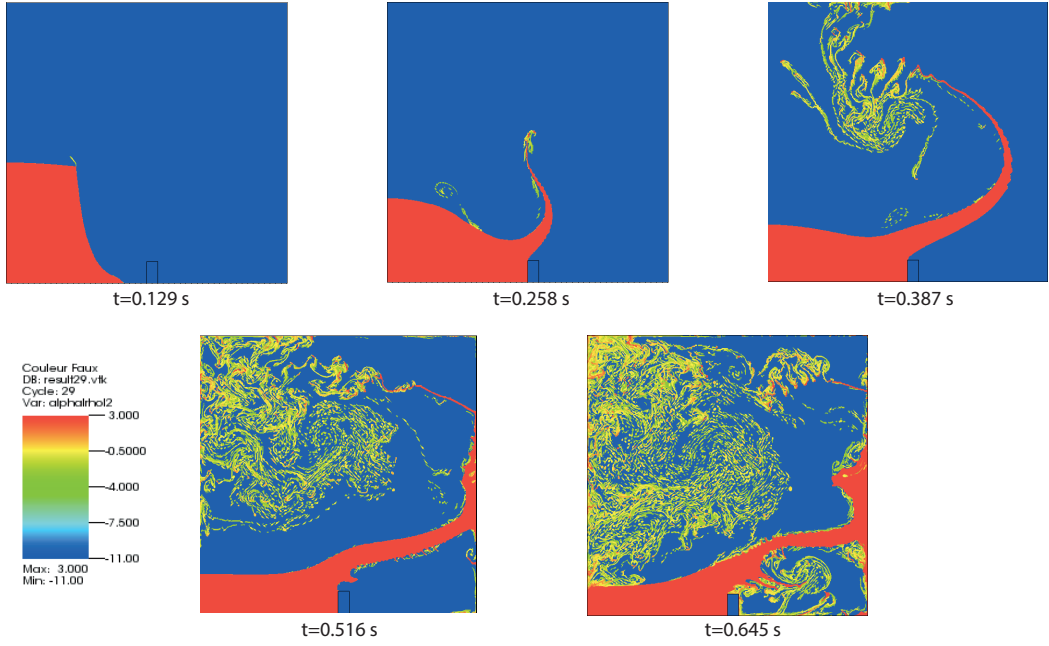 t=0.129 s
t=0.258 s
t=0.387 s
Couleur Faux
DB: result29.vtk
Cycle: 29
Var: alphalrhol2
3.000
-0.5000
-4.000
-7.500
-11.00
Max: 3.000
Min: -11.00
t=0.516 s
t=0.645 s